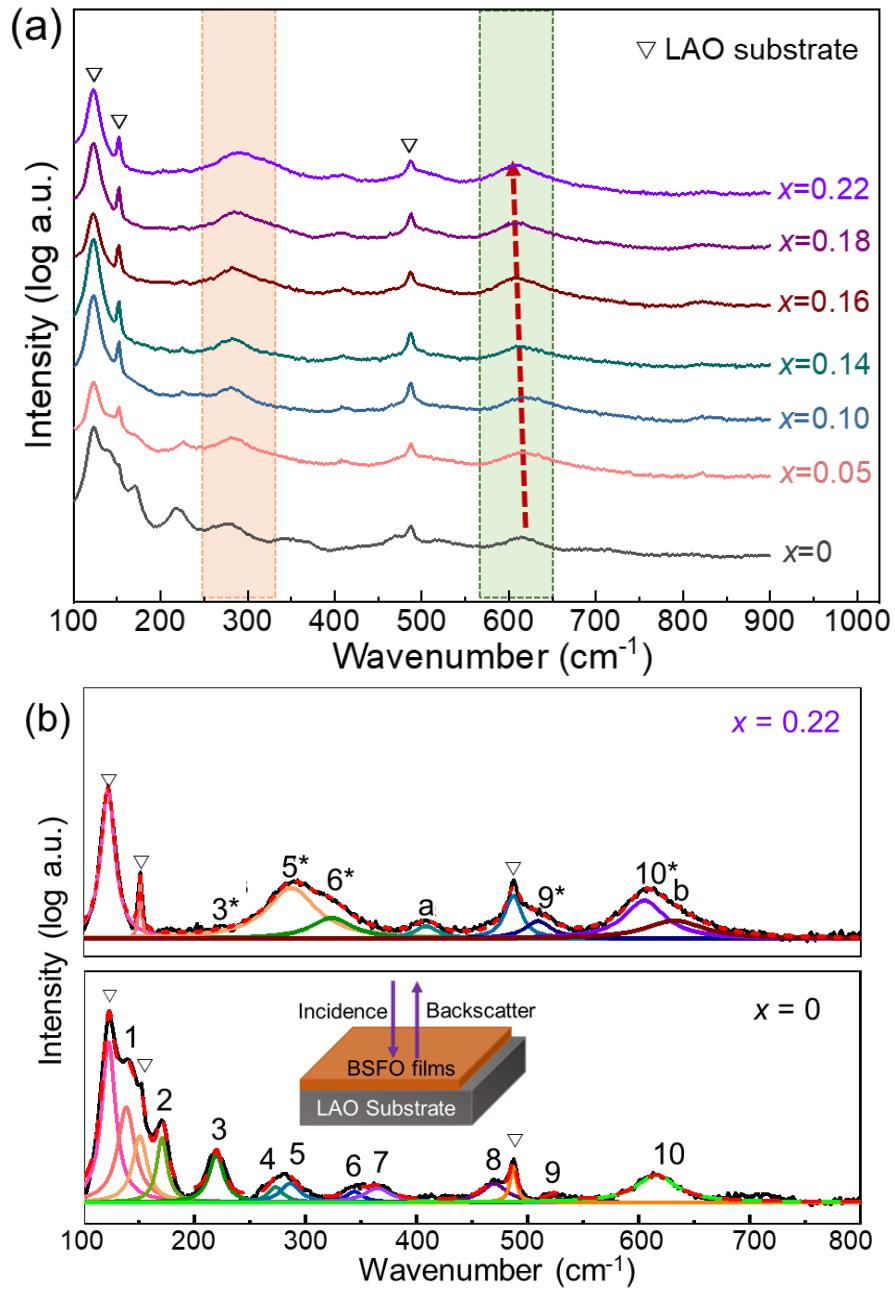 (a)
▽ LAO substrate
▽
▽
▽
x=0.22
x=0.18
x=0.16
x=0.14
x=0.10
x=0.05
x=0
Intensity (log a.u.)
100 200 300 400 500 600 700 800 900 1000
Wavenumber (cm-1)
(b)
x = 0.22
▽
▽
3*
5*
6*
a
▽
9*
10*
b
x = 0
▽
1
▽
2
3
4
5
6
7
8
▽
9
10
Incidence
Backscatter
BSFO films
LAO Substrate
Intensity (log a.u.)
100 200 300 400 500 600 700 800
Wavenumber (cm-1)